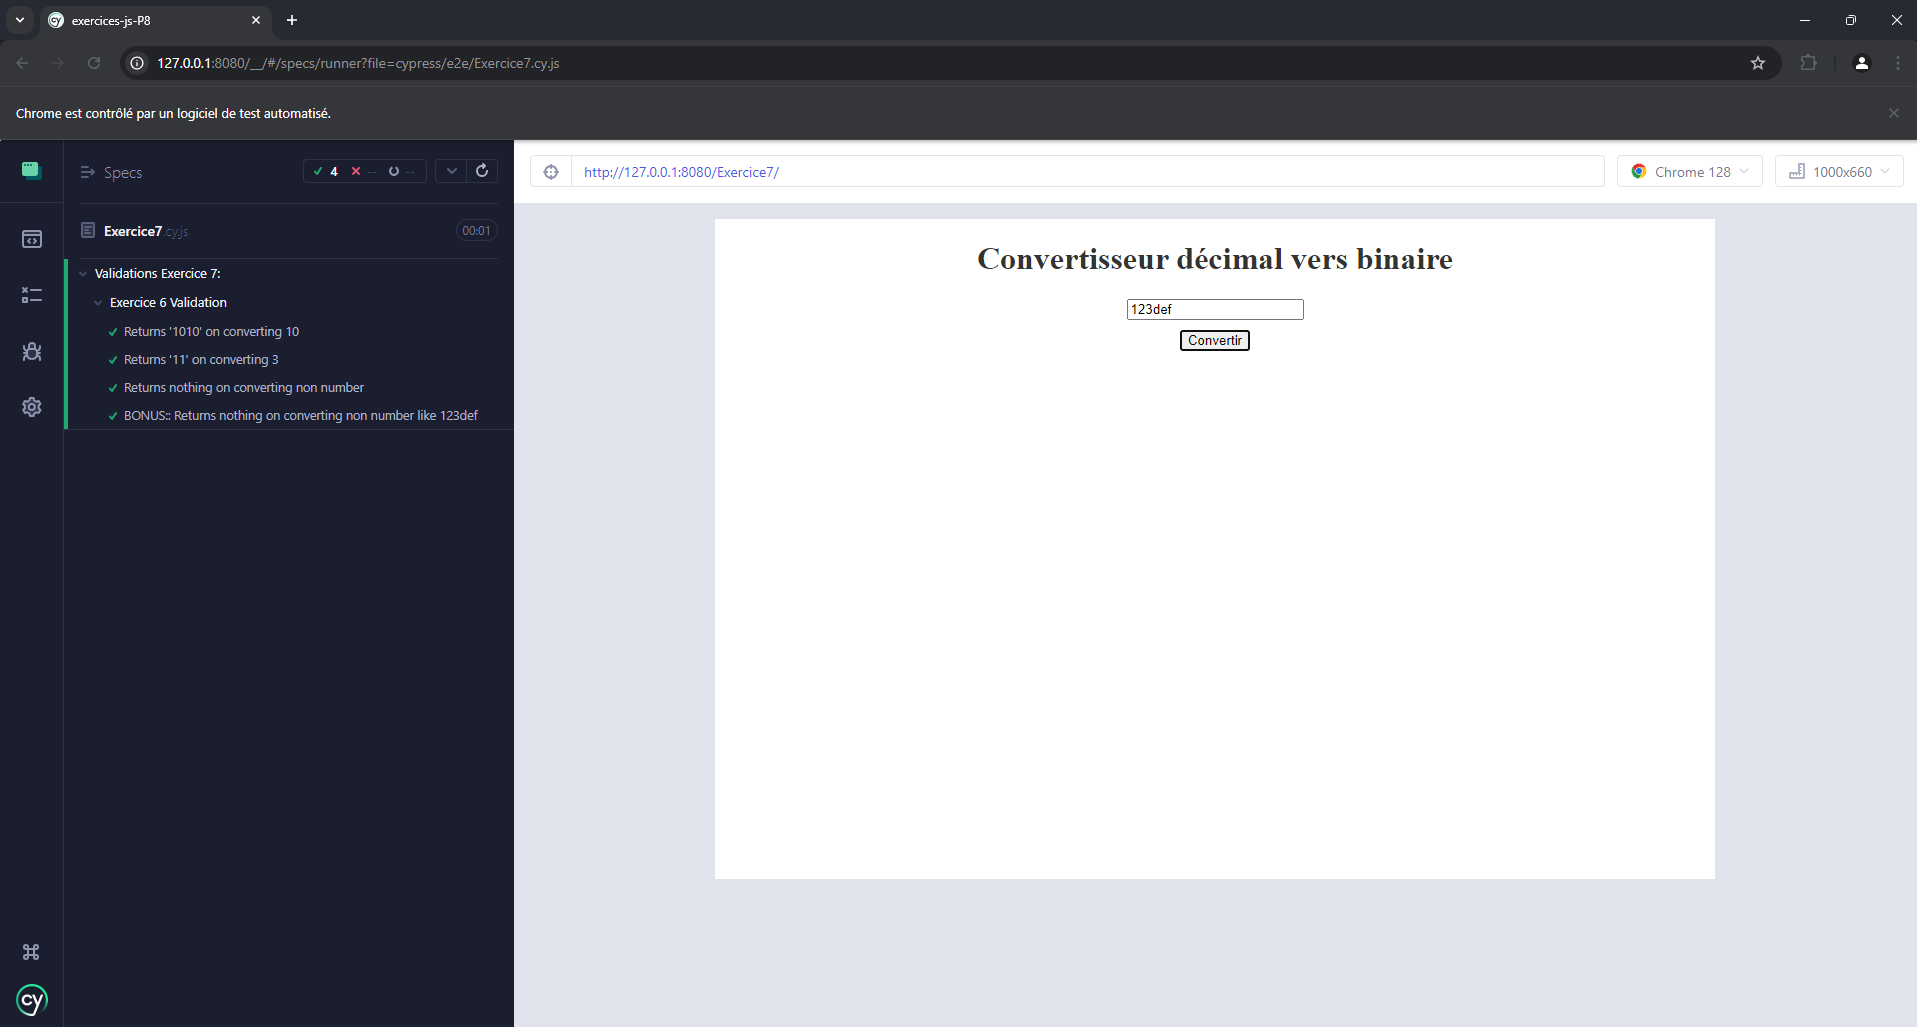 exercices-js-P8
127.0.0.1:8080/__/#/specs/runner?file=cypress/e2e/Exercice7.cy.js
Chrome est contrôlé par un logiciel de test automatisé.
Specs
4 -- --
http://127.0.0.1:8080/Exercice7/
Chrome 128
1000x660
Exercice7.cy.js
00:01
Validations Exercice 7:
Exercice 6 Validation
Returns '1010' on converting 10
Returns '11' on converting 3
Returns nothing on converting non number
BONUS:: Returns nothing on converting non number like 123def
Convertisseur décimal vers binaire
123def
Convertir
cy